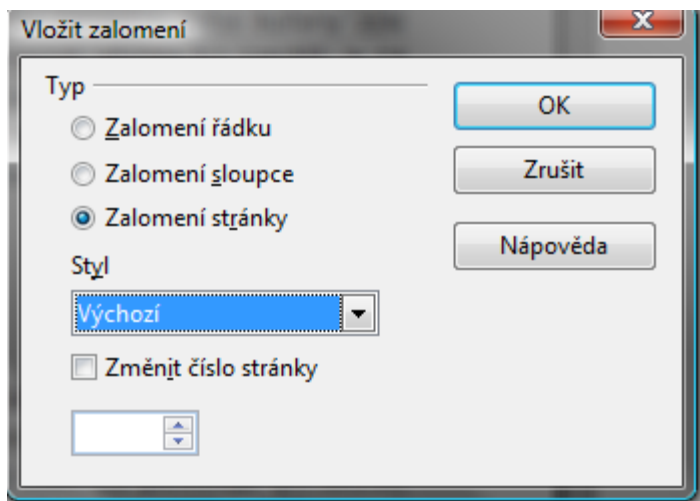 Vložit zalomení
Typ
Zalomení řádku
Zalomení sloupce
Zalomení stránky
Styl
Výchozí
Změnit číslo stránky
OK
Zrušit
Nápověda